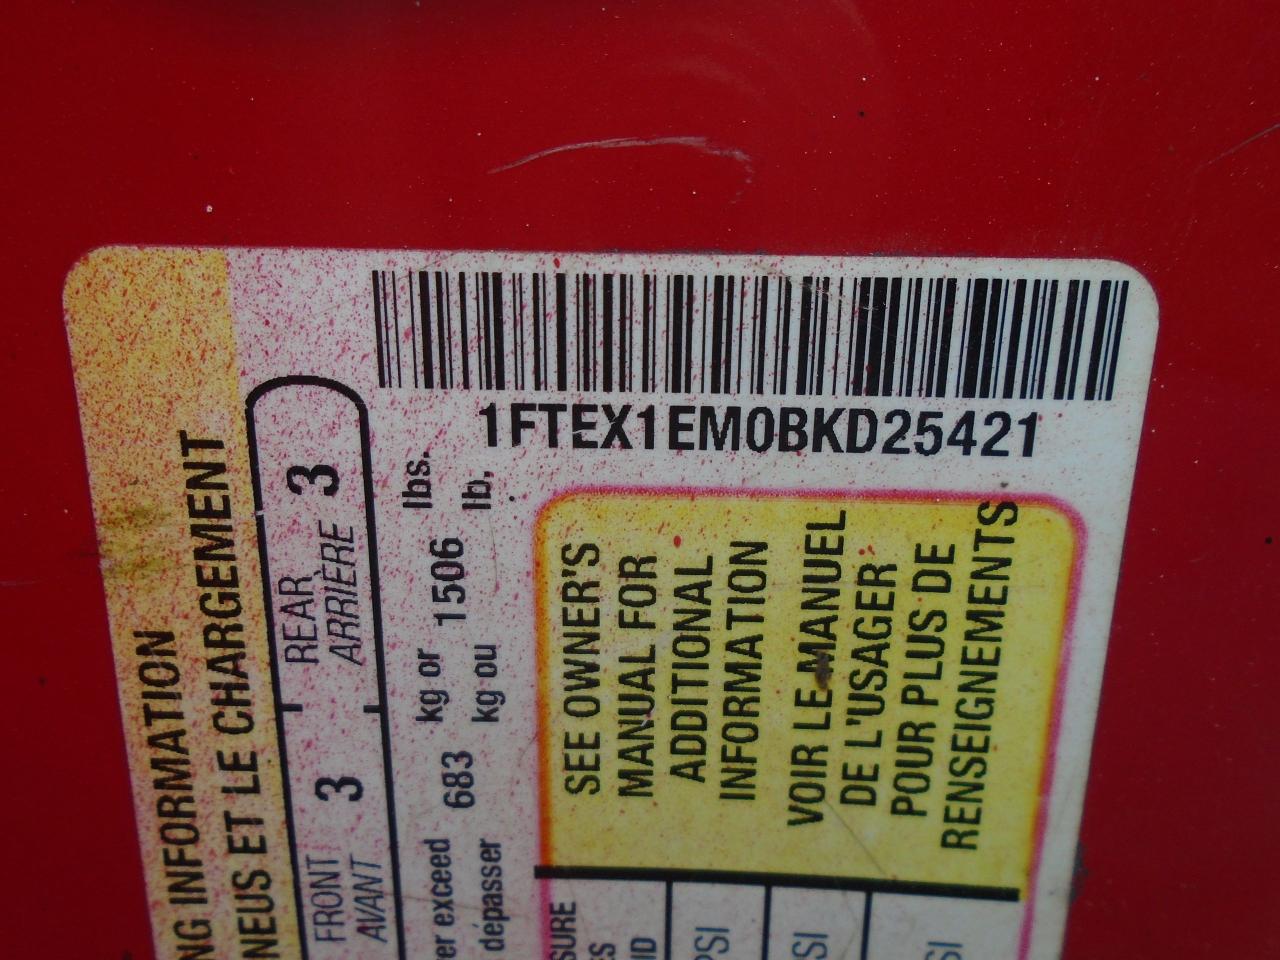 1FTEX1EM0BKD25421
NG INFORMATION
NEUS ET LE CHARGEMENT
FRONT 3 REAR 3
AVANT ARRIÈRE
exceed 683 kg or 1506 lbs.
dépasser kg ou lb.
SEE OWNER'S
MANUAL FOR
ADDITIONAL
INFORMATION
VOIR LE MANUEL
DE L'USAGER
POUR PLUS DE
RENSEIGNEMENTS
PSI